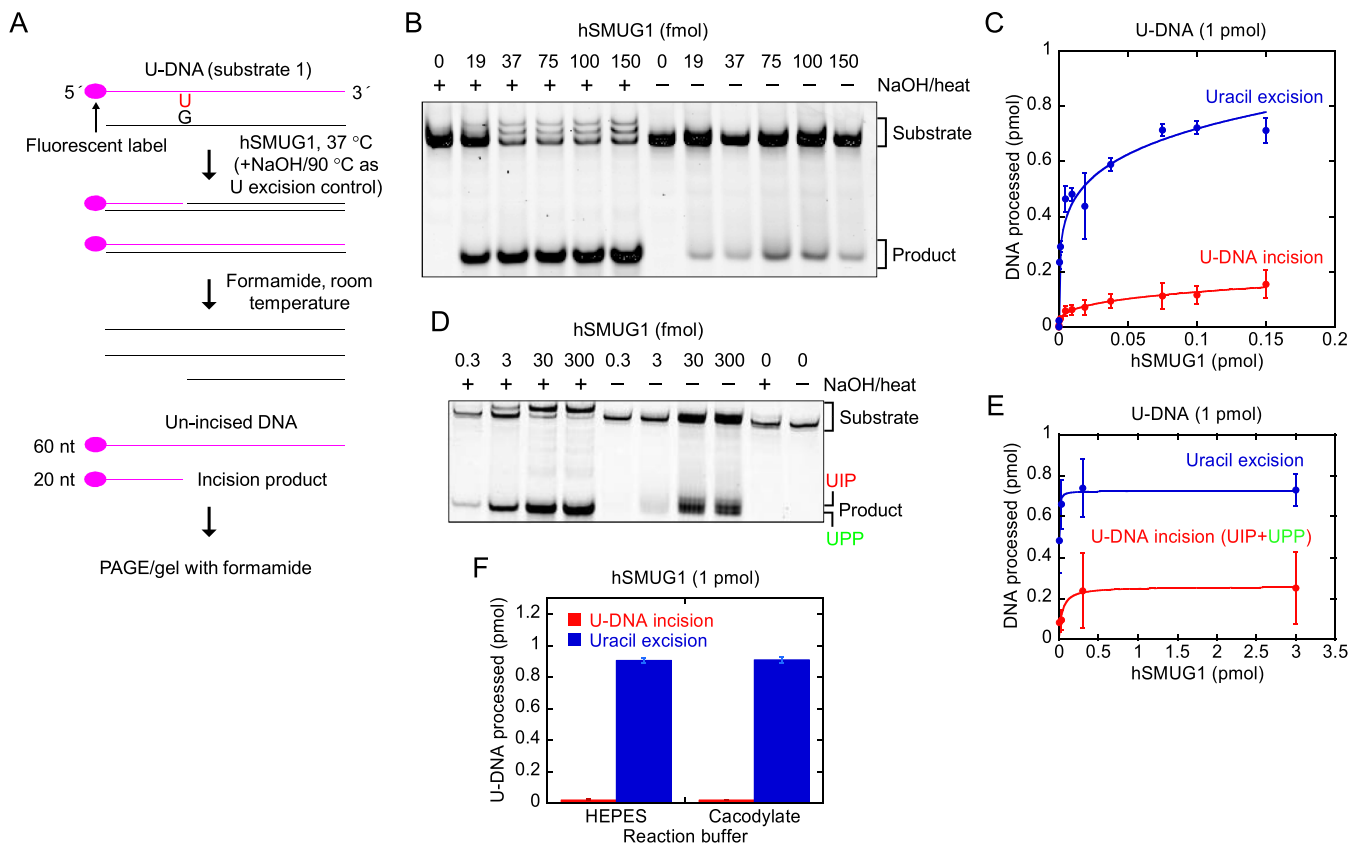 A
U-DNA (substrate 1)
5´
3´
U
G
Fluorescent label
hSMUG1, 37 °C
(+NaOH/90 °C as
U excision control)
Formamide, room
temperature
Un-incised DNA
60 nt
20 nt
Incision product
PAGE/gel with formamide
B
hSMUG1 (fmol)
0 19 37 75 100 150 0 19 37 75 100 150
+ + + + + + − − − − − − NaOH/heat
Substrate
Product
C
U-DNA (1 pmol)
DNA processed (pmol)
1
0.8
0.6
0.4
0.2
0
Uracil excision
U-DNA incision
0 0.05 0.1 0.15 0.2
hSMUG1 (pmol)
D
hSMUG1 (fmol)
0.3 3 30 300 0.3 3 30 300 0 0
+ + + + − − − − + − NaOH/heat
Substrate
UIP
Product
UPP
E
U-DNA (1 pmol)
DNA processed (pmol)
1
0.8
0.6
0.4
0.2
0
Uracil excision
U-DNA incision (UIP+UPP)
0 0.5 1 1.5 2 2.5 3 3.5
hSMUG1 (pmol)
F
hSMUG1 (1 pmol)
U-DNA processed (pmol)
1.2
1
0.8
0.6
0.4
0.2
0
U-DNA incision
Uracil excision
HEPES Cacodylate
Reaction buffer